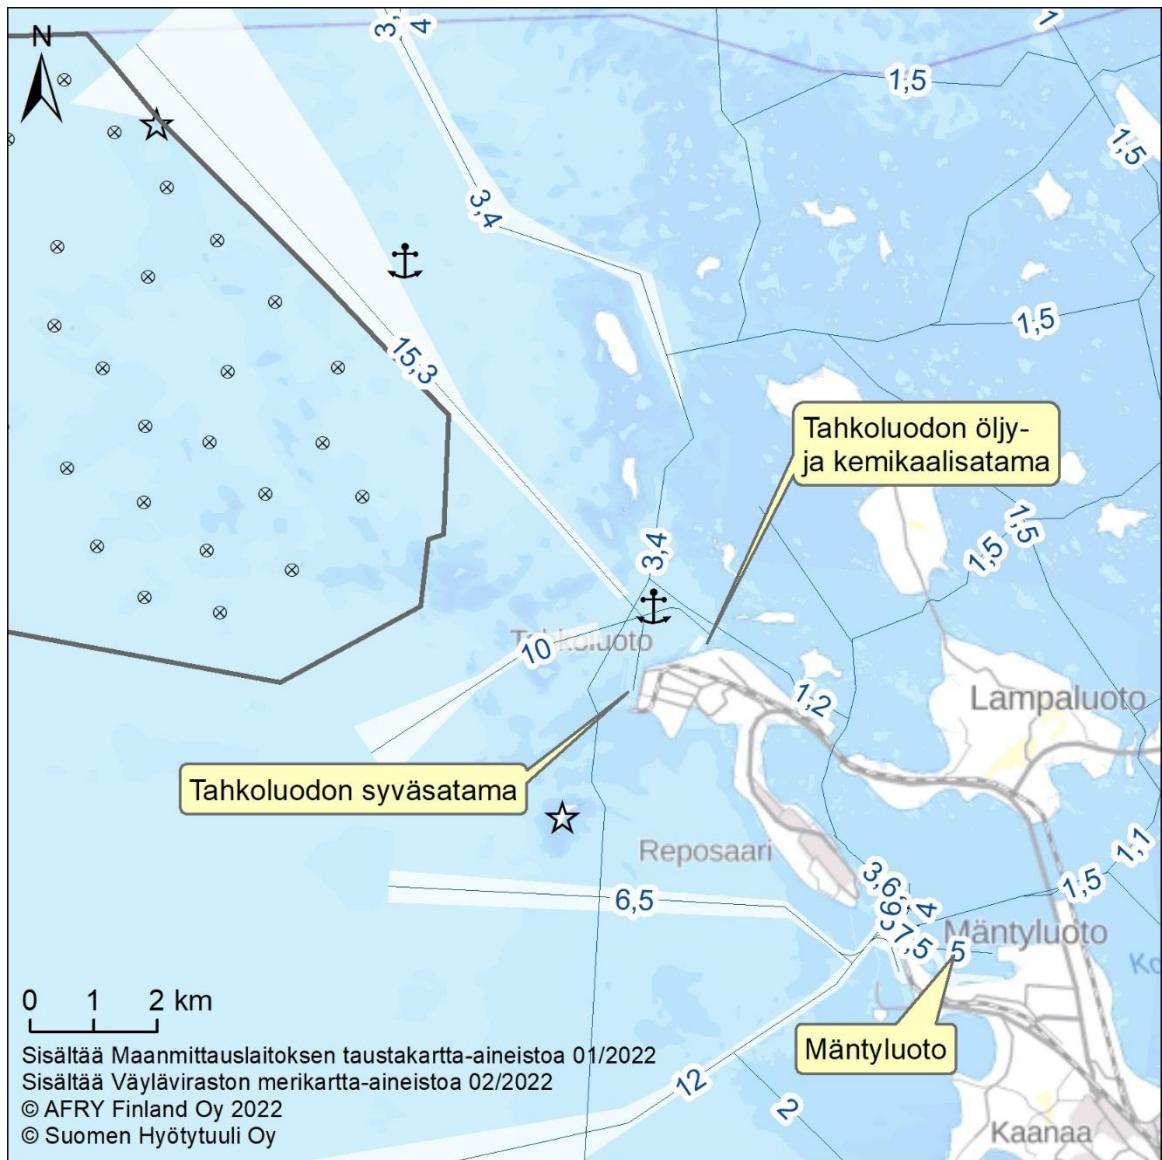 N
3,
4
1
1,5
1,5
3,4
1,5
15,3
Tahkoluodon öljy-
ja kemikaalisatama
1,5
1,5
3,4
Tahkoluoto
10
1,2
Lampaluoto
Tahkoluodon syväsatama
Reposaari
1,1
3,6
1,5
6,5
4
7,5
Mäntyluoto
5
Mäntyluoto
0 1 2 km
12
2
Kaanaa
Sisältää Maanmittauslaitoksen taustakartta-aineistoa 01/2022
Sisältää Väyläviraston merikartta-aineistoa 02/2022
© AFRY Finland Oy 2022
© Suomen Hyötytuuli Oy